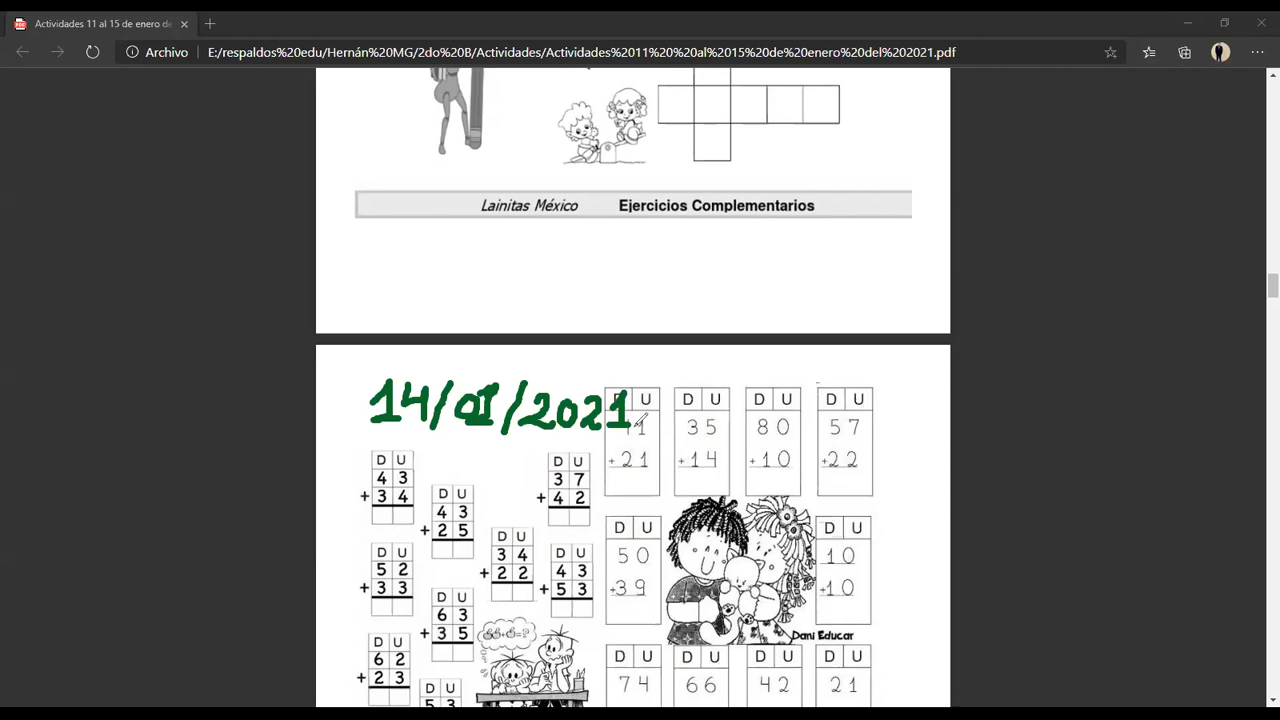 Actividades 11 al 15 de enero de
Archivo E:/respaldos%20edu/Hernán%20MG/2do%20B/Actividades/Actividades%2011%20%20al%2015%20de%20enero%20del%202021.pdf
Lainitas México Ejercicios Complementarios
14/01/2021
D U
43
+ 34
D U
43
+ 25
D U
37
+ 42
D U
52
+ 33
D U
34
+ 22
D U
43
+ 53
D U
63
+ 35
D U
62
+ 23
D U
53
U
1
+ 21
D U
35
+ 14
D U
80
+ 10
D U
57
+ 22
D U
50
+ 39
D U
10
+ 10
Dani Educar
D U
74
D U
66
D U
42
D U
21